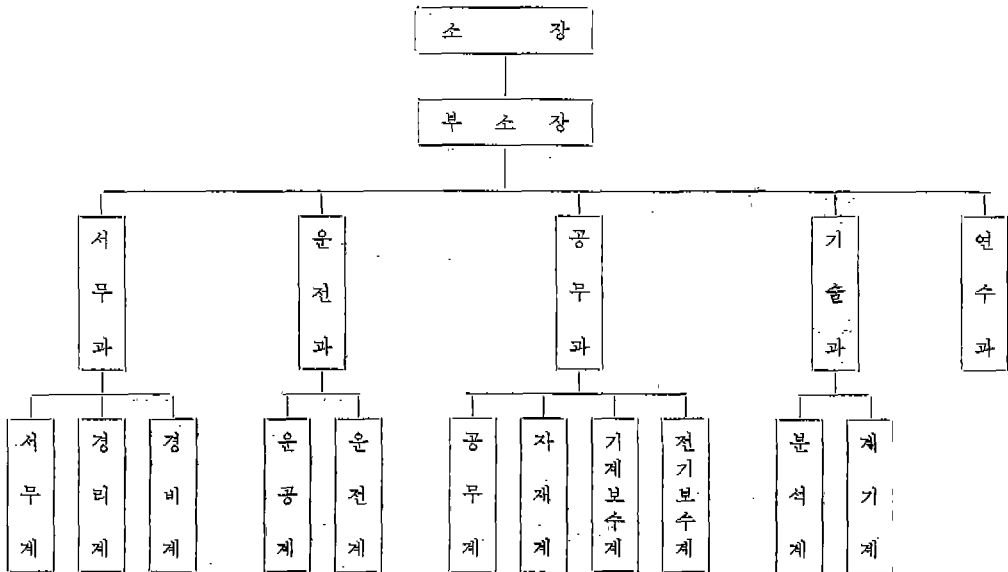 소 장
부 소 장
서무과
운전과
공무과
기술과
연수과
서무계
경리계
경비계
운공계
운전계
공무계
자재계
기계보수계
전기보수계
분석계
계기계